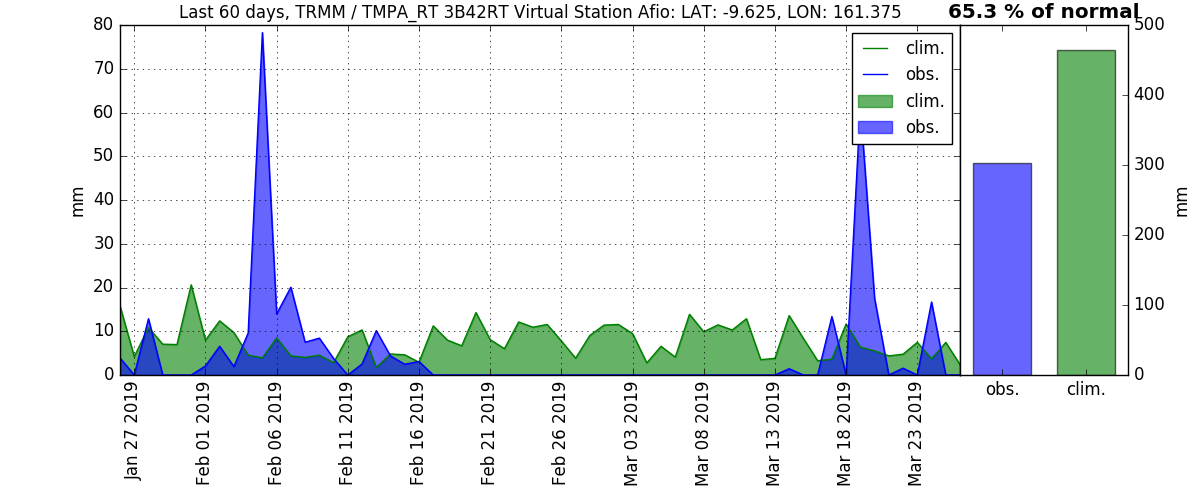 Last 60 days, TRMM / TMPA_RT 3B42RT Virtual Station Afio: LAT: -9.625, LON: 161.375
65.3 % of normal
80
70
60
50
40
30
20
10
0
mm
clim.
obs.
clim.
obs.
Jan 27 2019
Feb 01 2019
Feb 06 2019
Feb 11 2019
Feb 16 2019
Feb 21 2019
Feb 26 2019
Mar 03 2019
Mar 08 2019
Mar 13 2019
Mar 18 2019
Mar 23 2019
500
400
300
200
100
0
mm
obs.
clim.